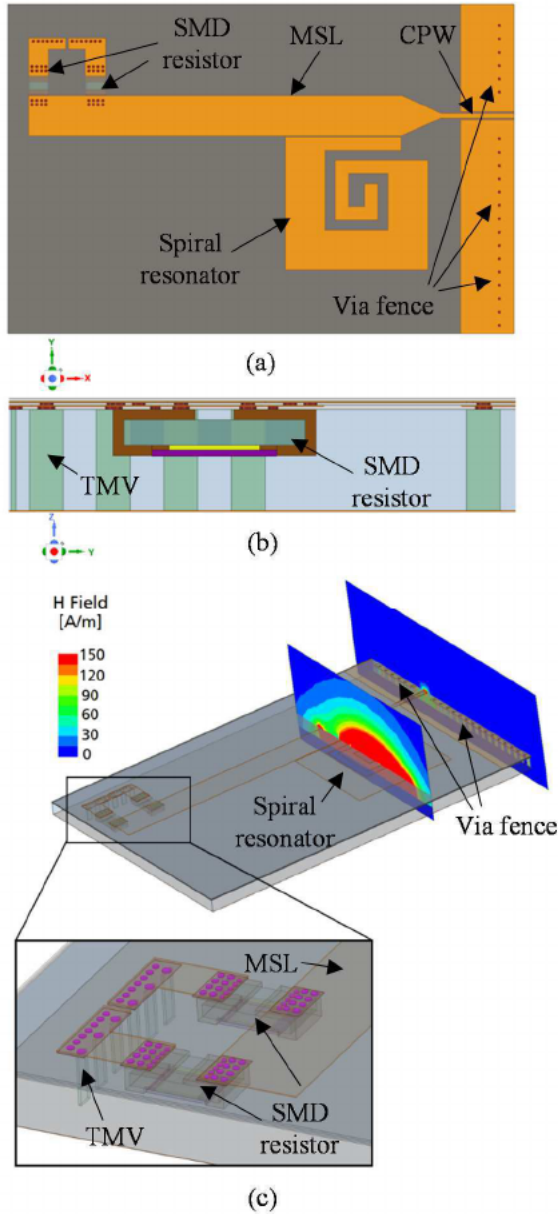 SMD
resistor
MSL
CPW
Spiral
resonator
Via fence
(a)
Y
X
TMV
SMD
resistor
Z
Y
(b)
H Field
[A/m]
150
120
90
60
30
0
Spiral
resonator
Via fence
MSL
SMD
resistor
TMV
(c)